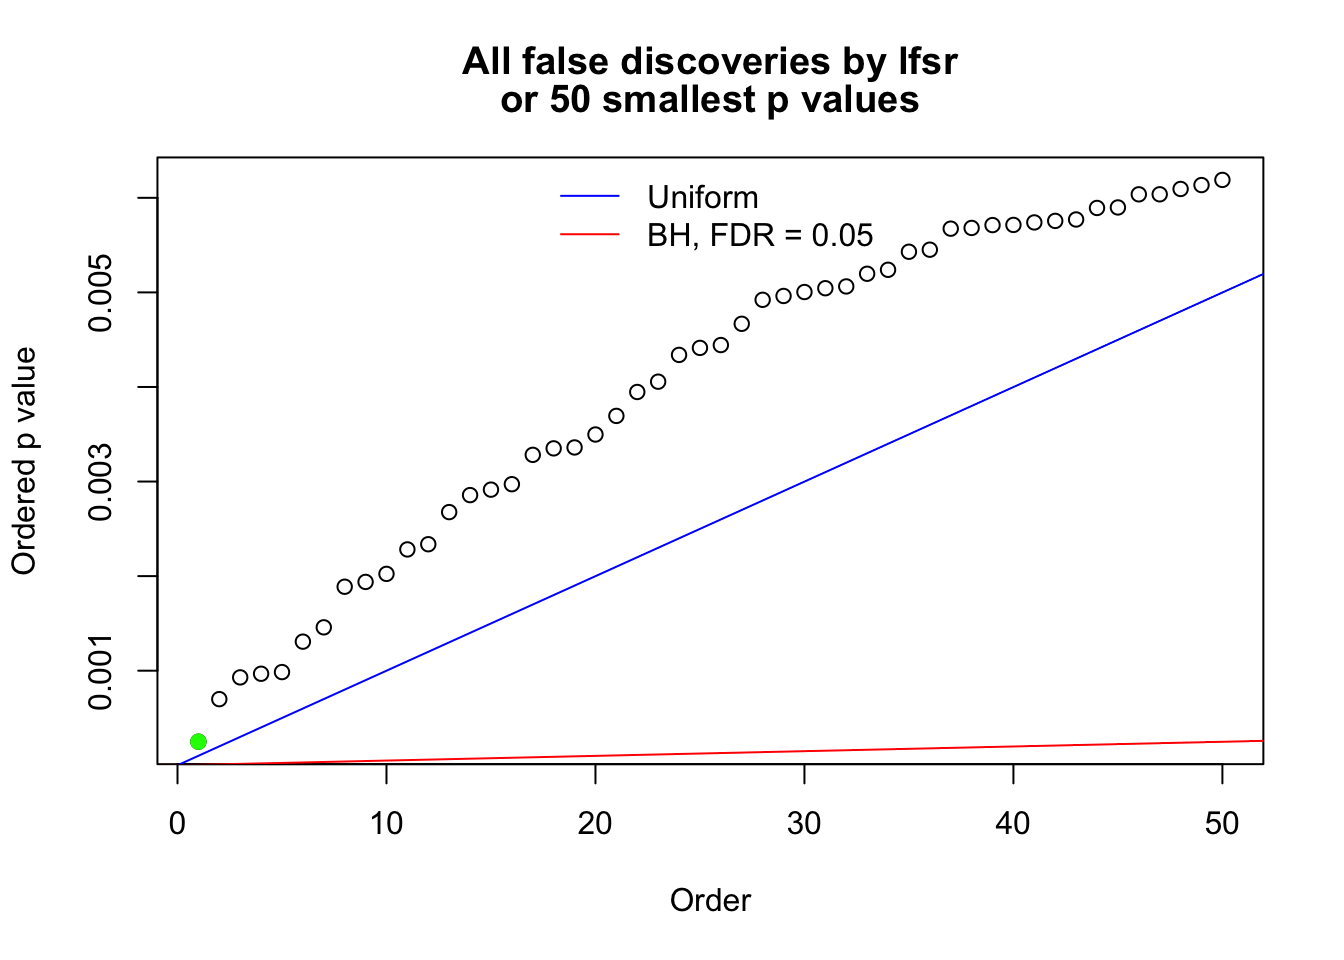 All false discoveries by lfsr
or 50 smallest p values
Uniform
BH, FDR = 0.05
Ordered p value
0.005
0.003
0.001
0 10 20 30 40 50
Order